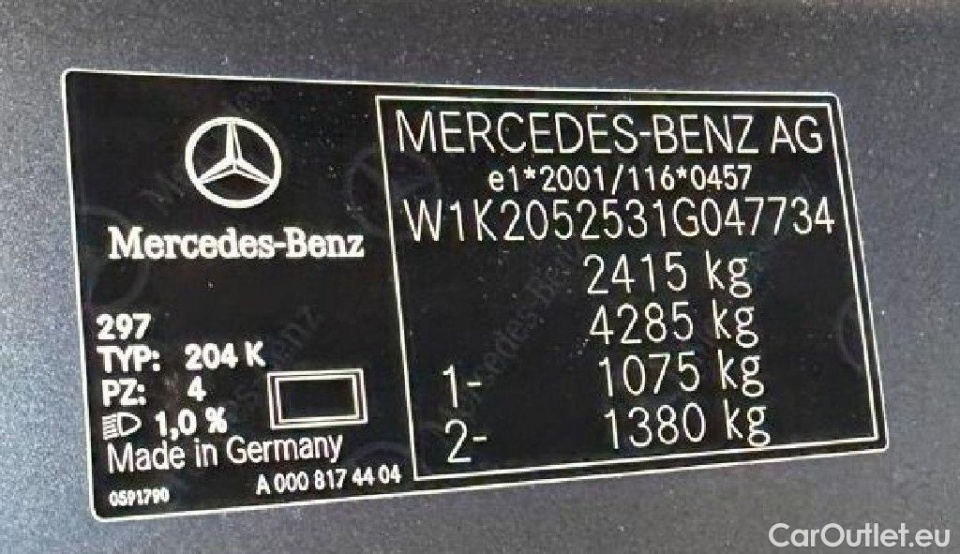 Mercedes-Benz
297
TYP: 204 K
PZ: 4
1,0 %
Made in Germany
0591790
A 000 817 44 04
MERCEDES-BENZ AG
e1*2001/116*0457
W1K2052531G047734
2415 kg
4285 kg
1- 1075 kg
2- 1380 kg
CarOutlet.eu